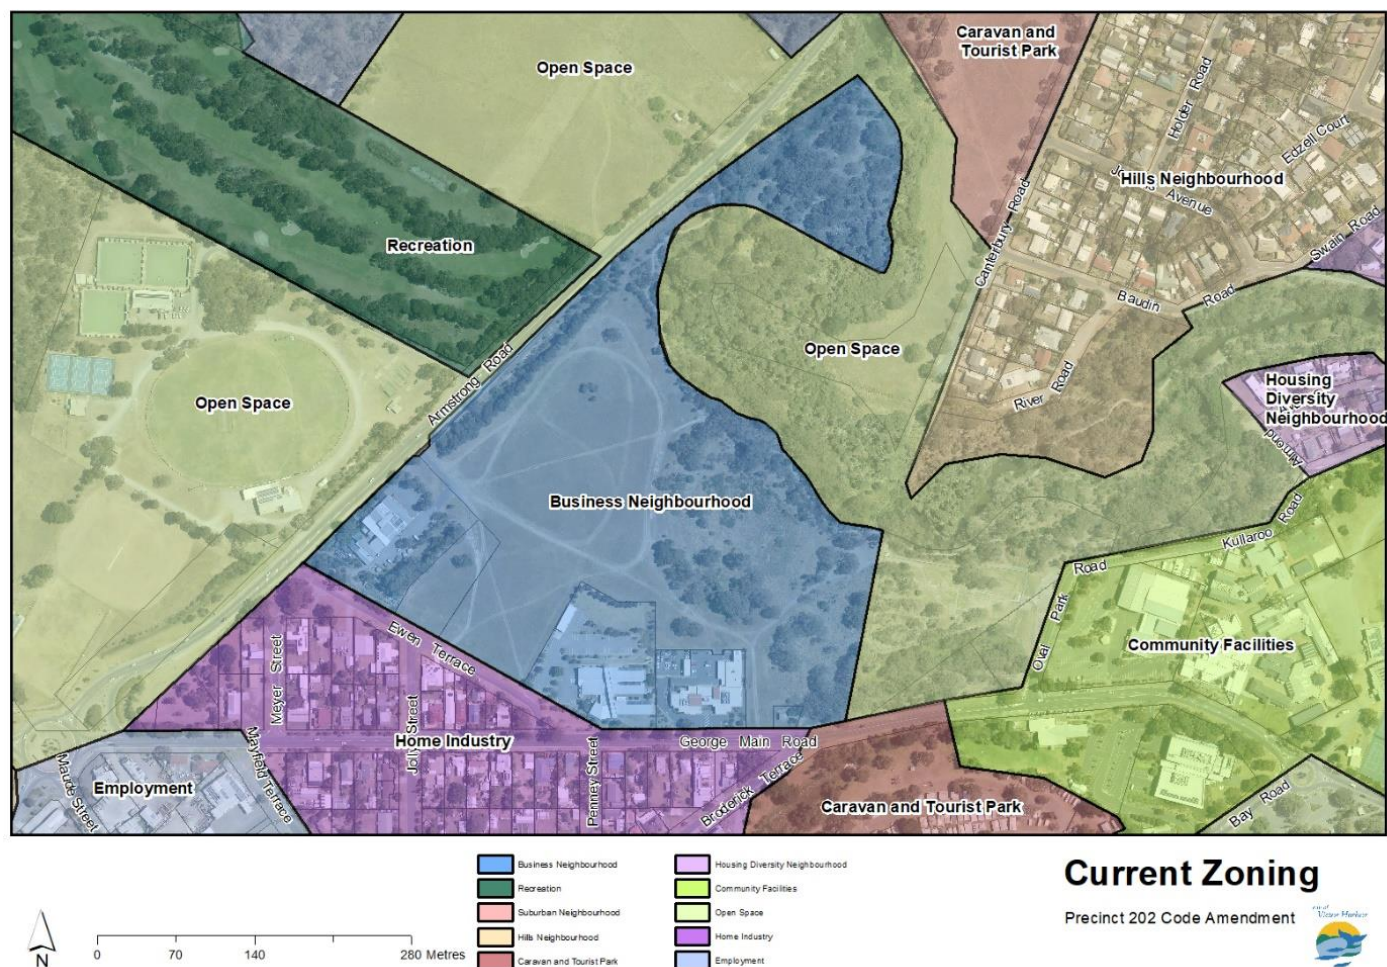 Caravan and
Tourist Park
Open Space
Holder Road
Edzell Court
Hills Neighbourhood
Avenue
Swain Road
Canterbury Road
Recreation
Baudin Road
Open Space
Armstrong Road
River Road
Housing
Diversity
Neighbourhood
Almond
Open Space
Business Neighbourhood
Kullaroo Road
Oval Park Road
Community Facilities
Ewen Terrace
Meyer Street
Jolly Street
Home Industry
George Main Road
Penney Street
Mayfield Terrace
Maude Street
Employment
Broderick Terrace
Caravan and Tourist Park
Bay Road
Business Neighbourhood
Recreation
Suburban Neighbourhood
Hills Neighbourhood
Caravan and Tourist Park
Housing Diversity Neighbourhood
Community Facilities
Open Space
Home Industry
Employment
Current Zoning
Precinct 202 Code Amendment
City of
Victor Harbor
N
0 70 140 280 Metres